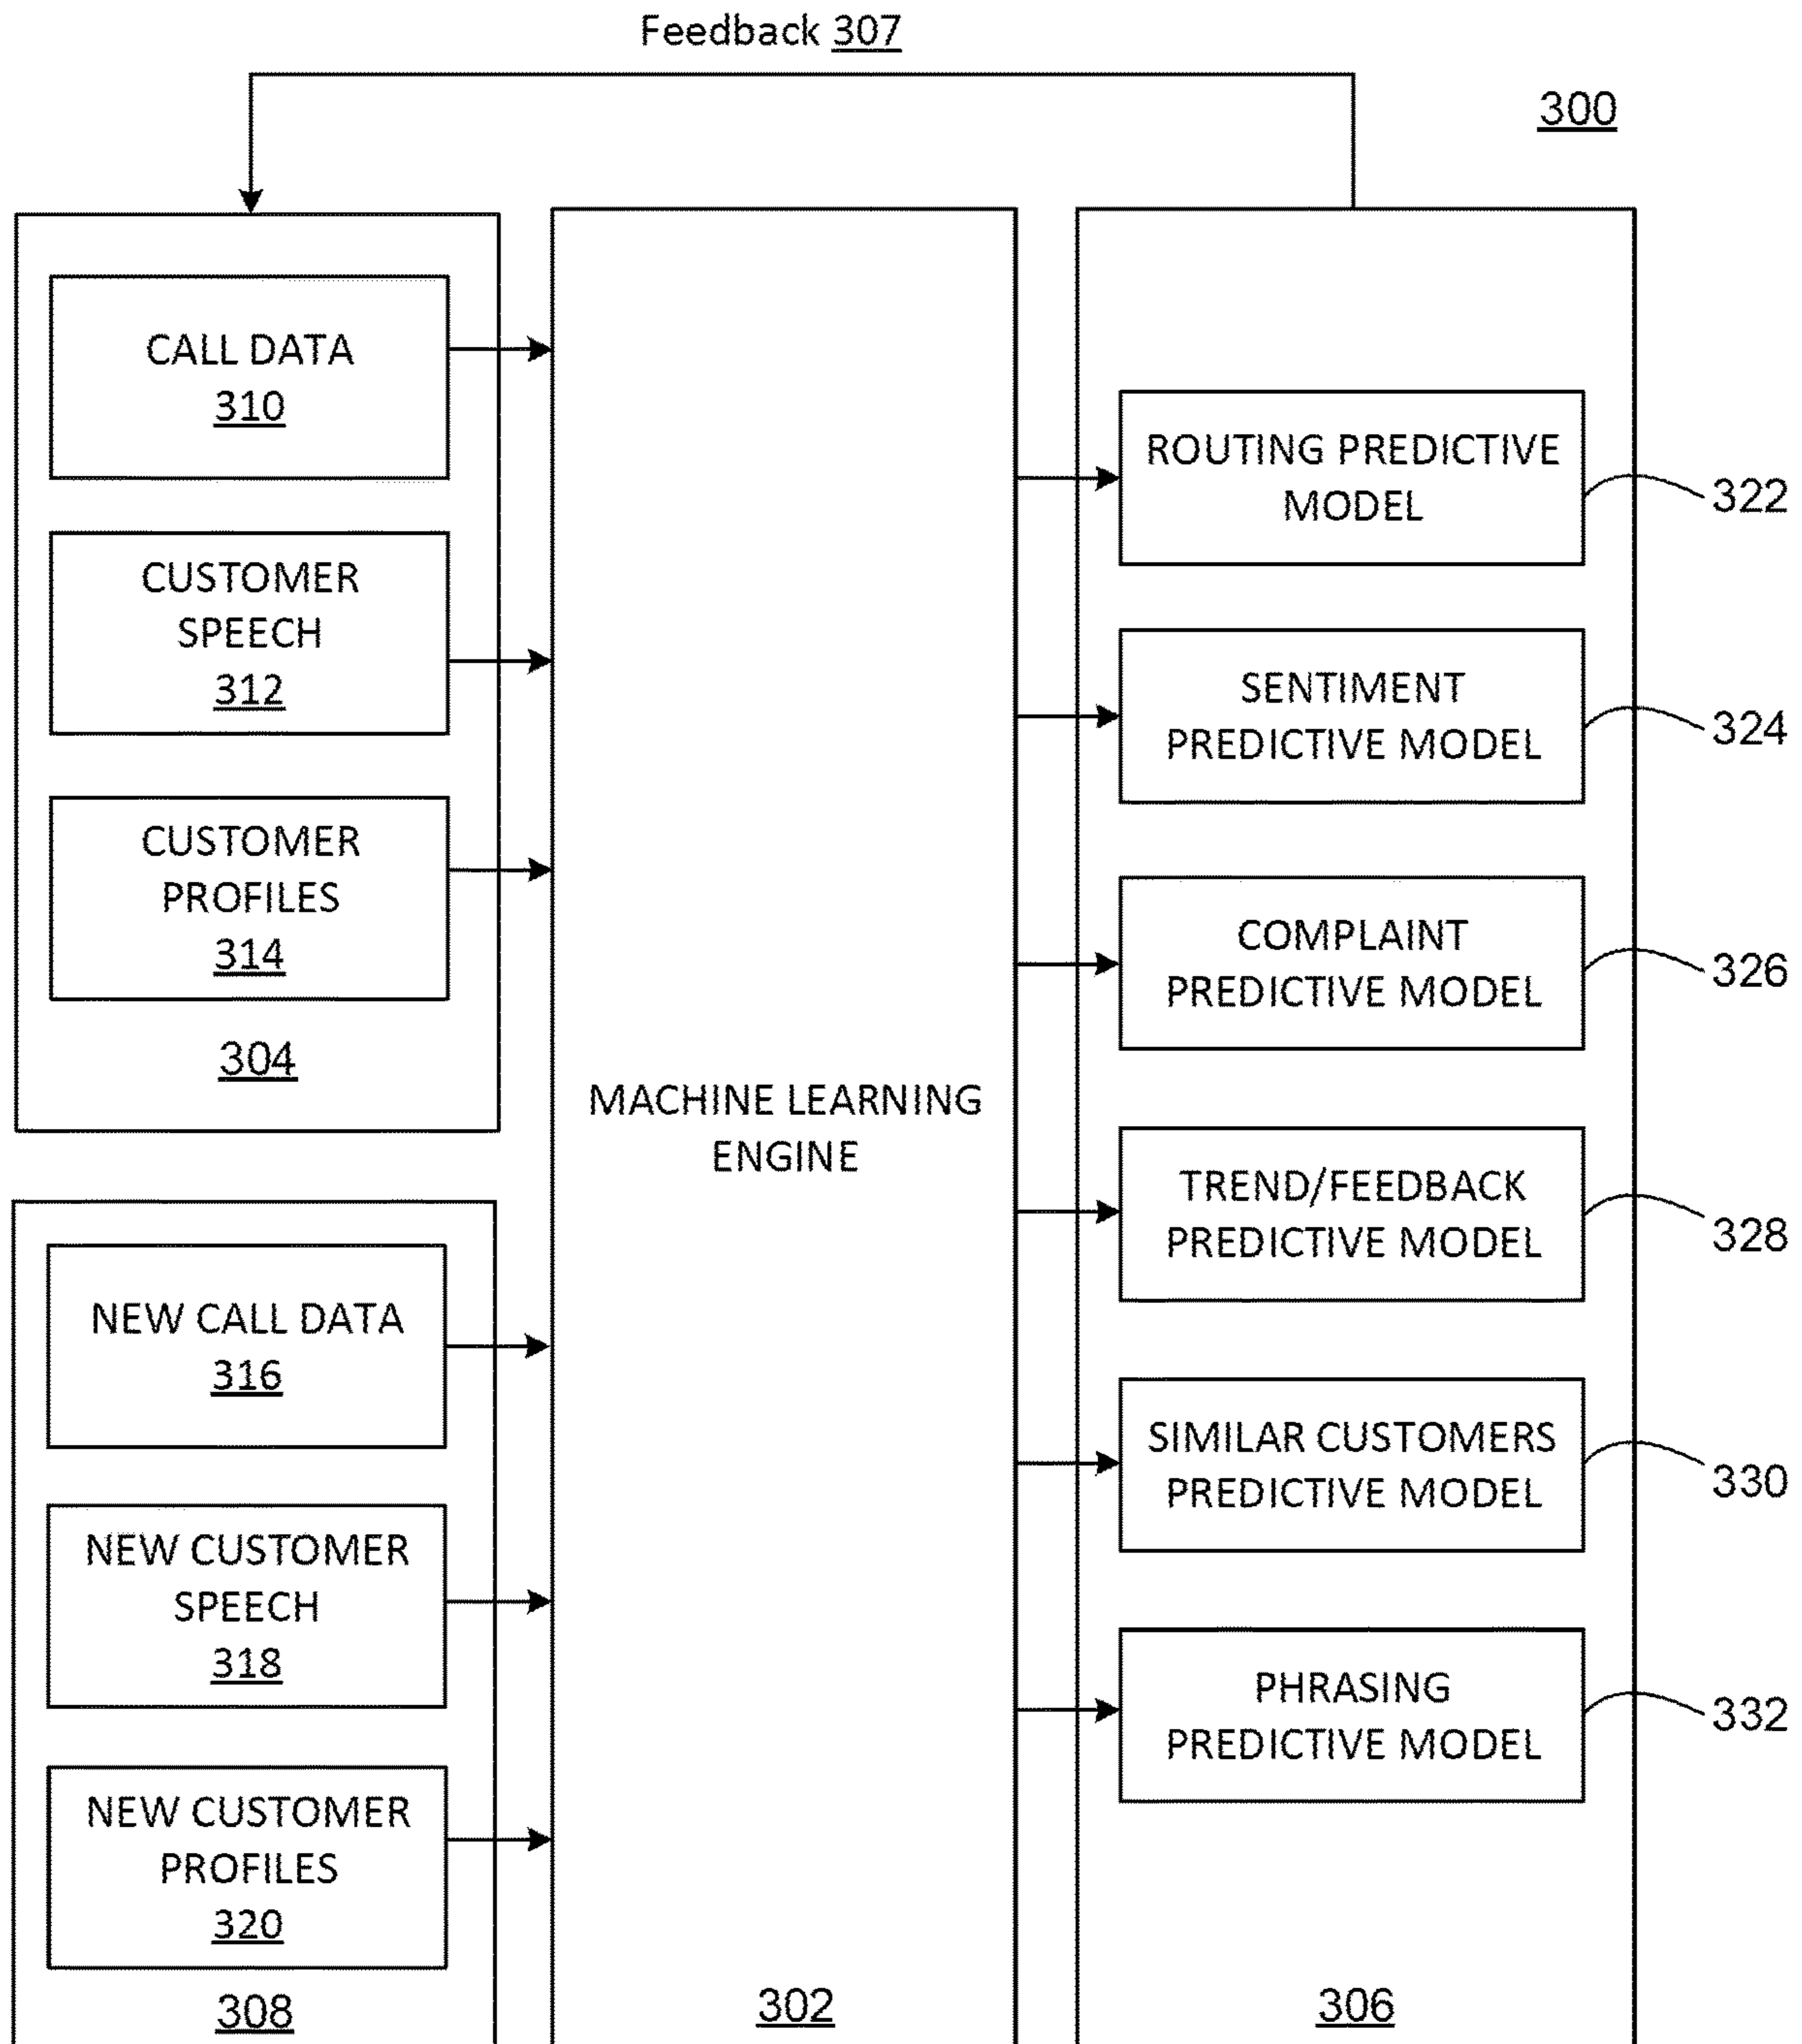 Feedback 307
300
CALL DATA
310
CUSTOMER
SPEECH
312
CUSTOMER
PROFILES
314
304
NEW CALL DATA
316
NEW CUSTOMER
SPEECH
318
NEW CUSTOMER
PROFILES
320
308
MACHINE LEARNING
ENGINE
302
ROUTING PREDICTIVE
MODEL
322
SENTIMENT
PREDICTIVE MODEL
324
COMPLAINT
PREDICTIVE MODEL
326
TREND/FEEDBACK
PREDICTIVE MODEL
328
SIMILAR CUSTOMERS
PREDICTIVE MODEL
330
PHRASING
PREDICTIVE MODEL
332
306